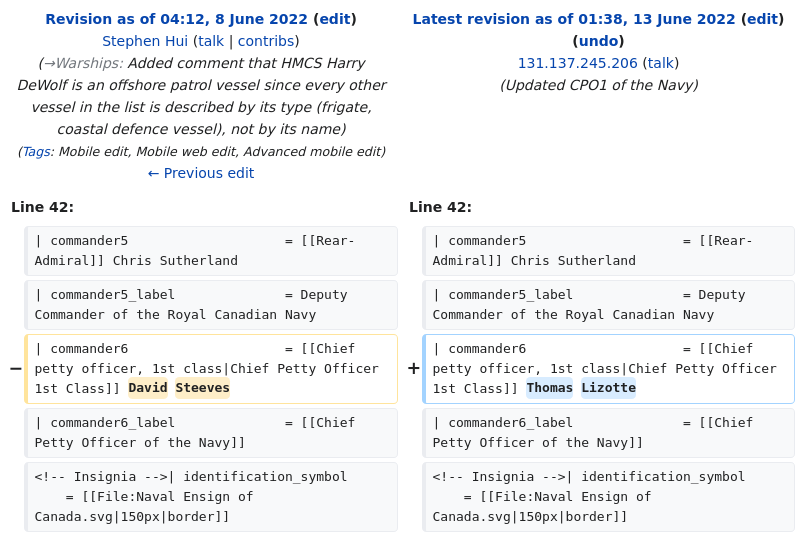 Revision as of 04:12, 8 June 2022 (edit)
Stephen Hui (talk | contribs)
(→Warships: Added comment that HMCS Harry
DeWolf is an offshore patrol vessel since every other
vessel in the list is described by its type (frigate,
coastal defence vessel), not by its name)
(Tags: Mobile edit, Mobile web edit, Advanced mobile edit)
← Previous edit
Latest revision as of 01:38, 13 June 2022 (edit)
(undo)
131.137.245.206 (talk)
(Updated CPO1 of the Navy)
Line 42:
Line 42:
| commander5                    = [[Rear-
Admiral]] Chris Sutherland
| commander5                    = [[Rear-
Admiral]] Chris Sutherland
| commander5_label              = Deputy
Commander of the Royal Canadian Navy
| commander5_label              = Deputy
Commander of the Royal Canadian Navy
− | commander6                    = [[Chief
petty officer, 1st class|Chief Petty Officer
1st Class]] David Steeves
+ | commander6                    = [[Chief
petty officer, 1st class|Chief Petty Officer
1st Class]] Thomas Lizotte
| commander6_label              = [[Chief
Petty Officer of the Navy]]
| commander6_label              = [[Chief
Petty Officer of the Navy]]
<!-- Insignia -->| identification_symbol
= [[File:Naval Ensign of
Canada.svg|150px|border]]
<!-- Insignia -->| identification_symbol
= [[File:Naval Ensign of
Canada.svg|150px|border]]